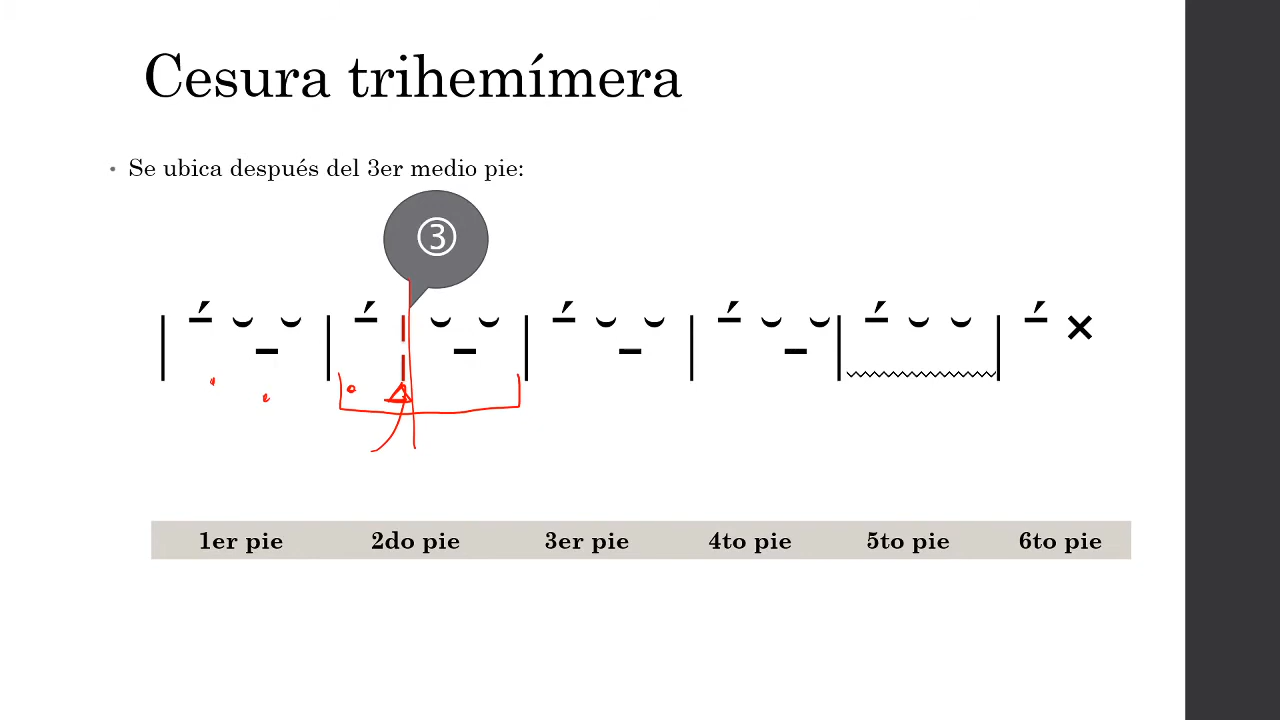 Cesura trihemímera
• Se ubica después del 3er medio pie:
③
1er pie 2do pie 3er pie 4to pie 5to pie 6to pie